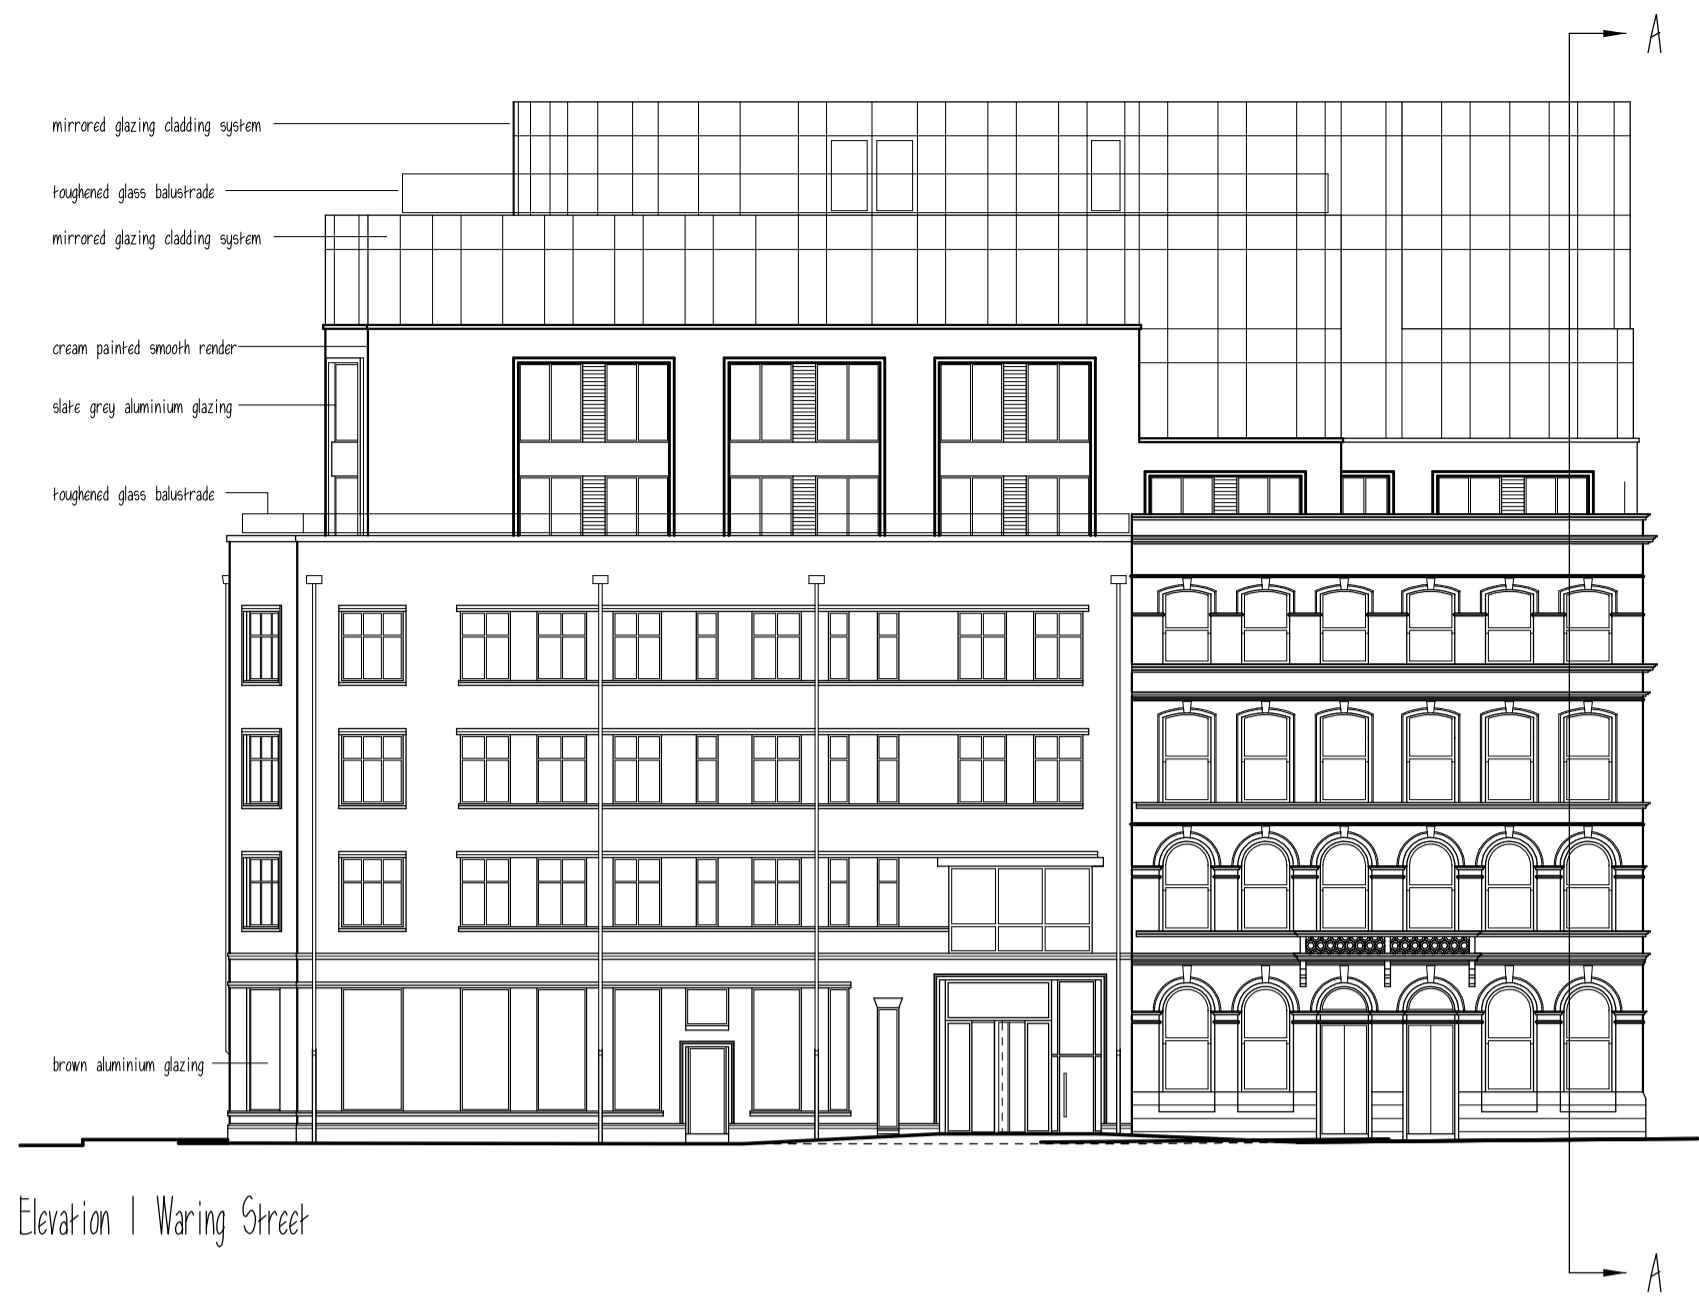 A
mirrored glazing cladding system
toughened glass balustrade
mirrored glazing cladding system
cream painted smooth render
slate grey aluminium glazing
toughened glass balustrade
brown aluminium glazing
Elevation 1 Waring Street
A